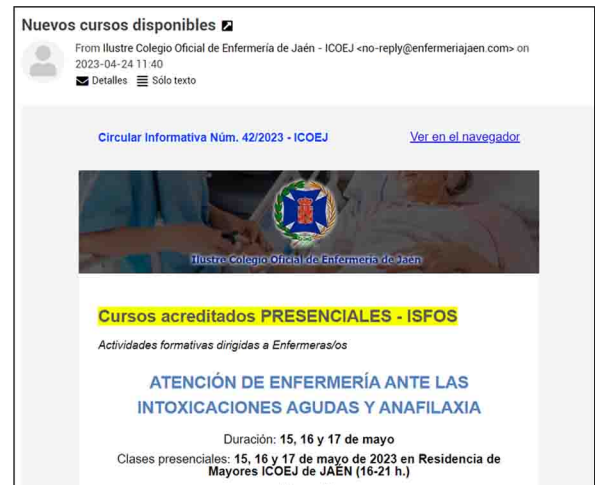 Nuevos cursos disponibles
From Ilustre Colegio Oficial de Enfermería de Jaén - ICOEJ <no-reply@enfermeriajaen.com> on
2023-04-24 11:40
Detalles Sólo texto
Circular Informativa Núm. 42/2023 - ICOEJ Ver en el navegador
Ilustre Colegio Oficial de Enfermería de Jaén
Cursos acreditados PRESENCIALES - ISFOS
Actividades formativas dirigidas a Enfermeras/os
ATENCIÓN DE ENFERMERÍA ANTE LAS
INTOXICACIONES AGUDAS Y ANAFILAXIA
Duración: 15, 16 y 17 de mayo
Clases presenciales: 15, 16 y 17 de mayo de 2023 en Residencia de
Mayores ICOEJ de JAÉN (16-21 h.)